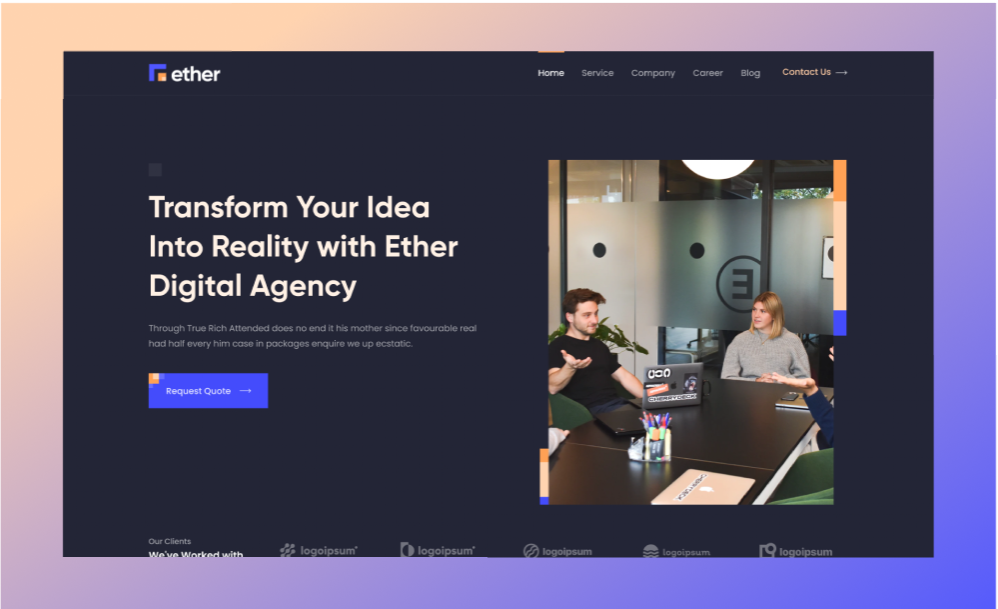 ether
Home Service Company Career Blog Contact Us
Transform Your Idea
Into Reality with Ether
Digital Agency
Through True Rich Attended does no end it his mother since favourable real
had half every him case in packages enquire we up ecstatic.
Request Quote
CHERRYDECK
CHERRYDECK
Our Clients
We've Worked with
logoipsum
logoipsum
logoipsum
logoipsum
logoipsum